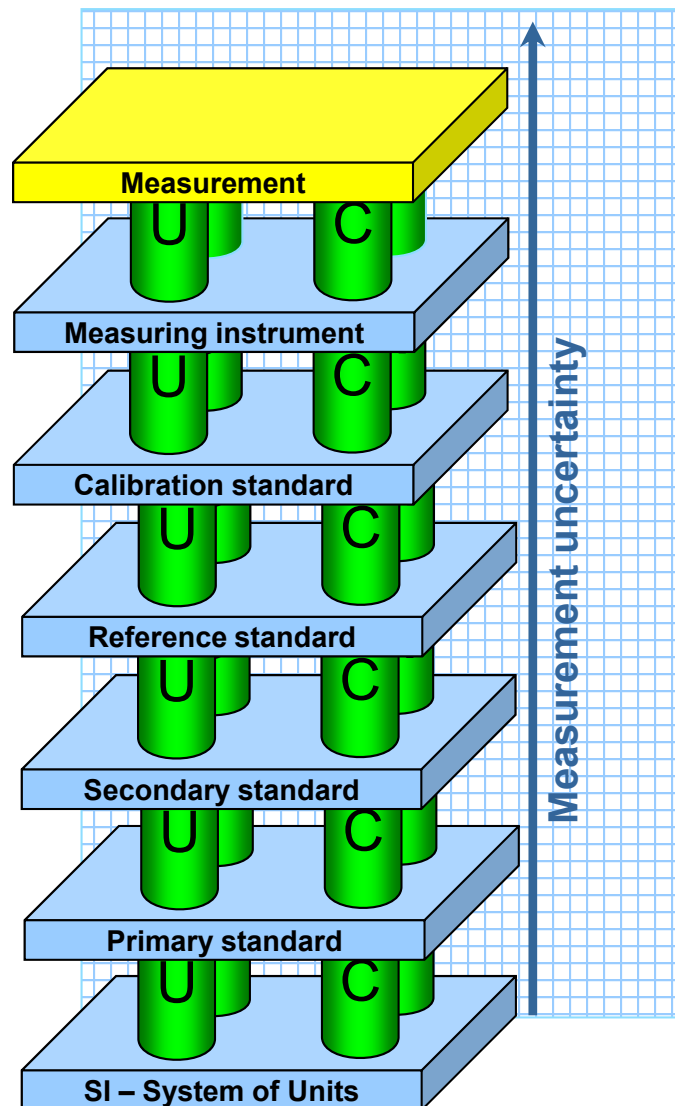 Measurement
U C
Measuring instrument
U C
Calibration standard
U C
Reference standard
U C
Secondary standard
U C
Primary standard
U C
SI – System of Units
Measurement uncertainty